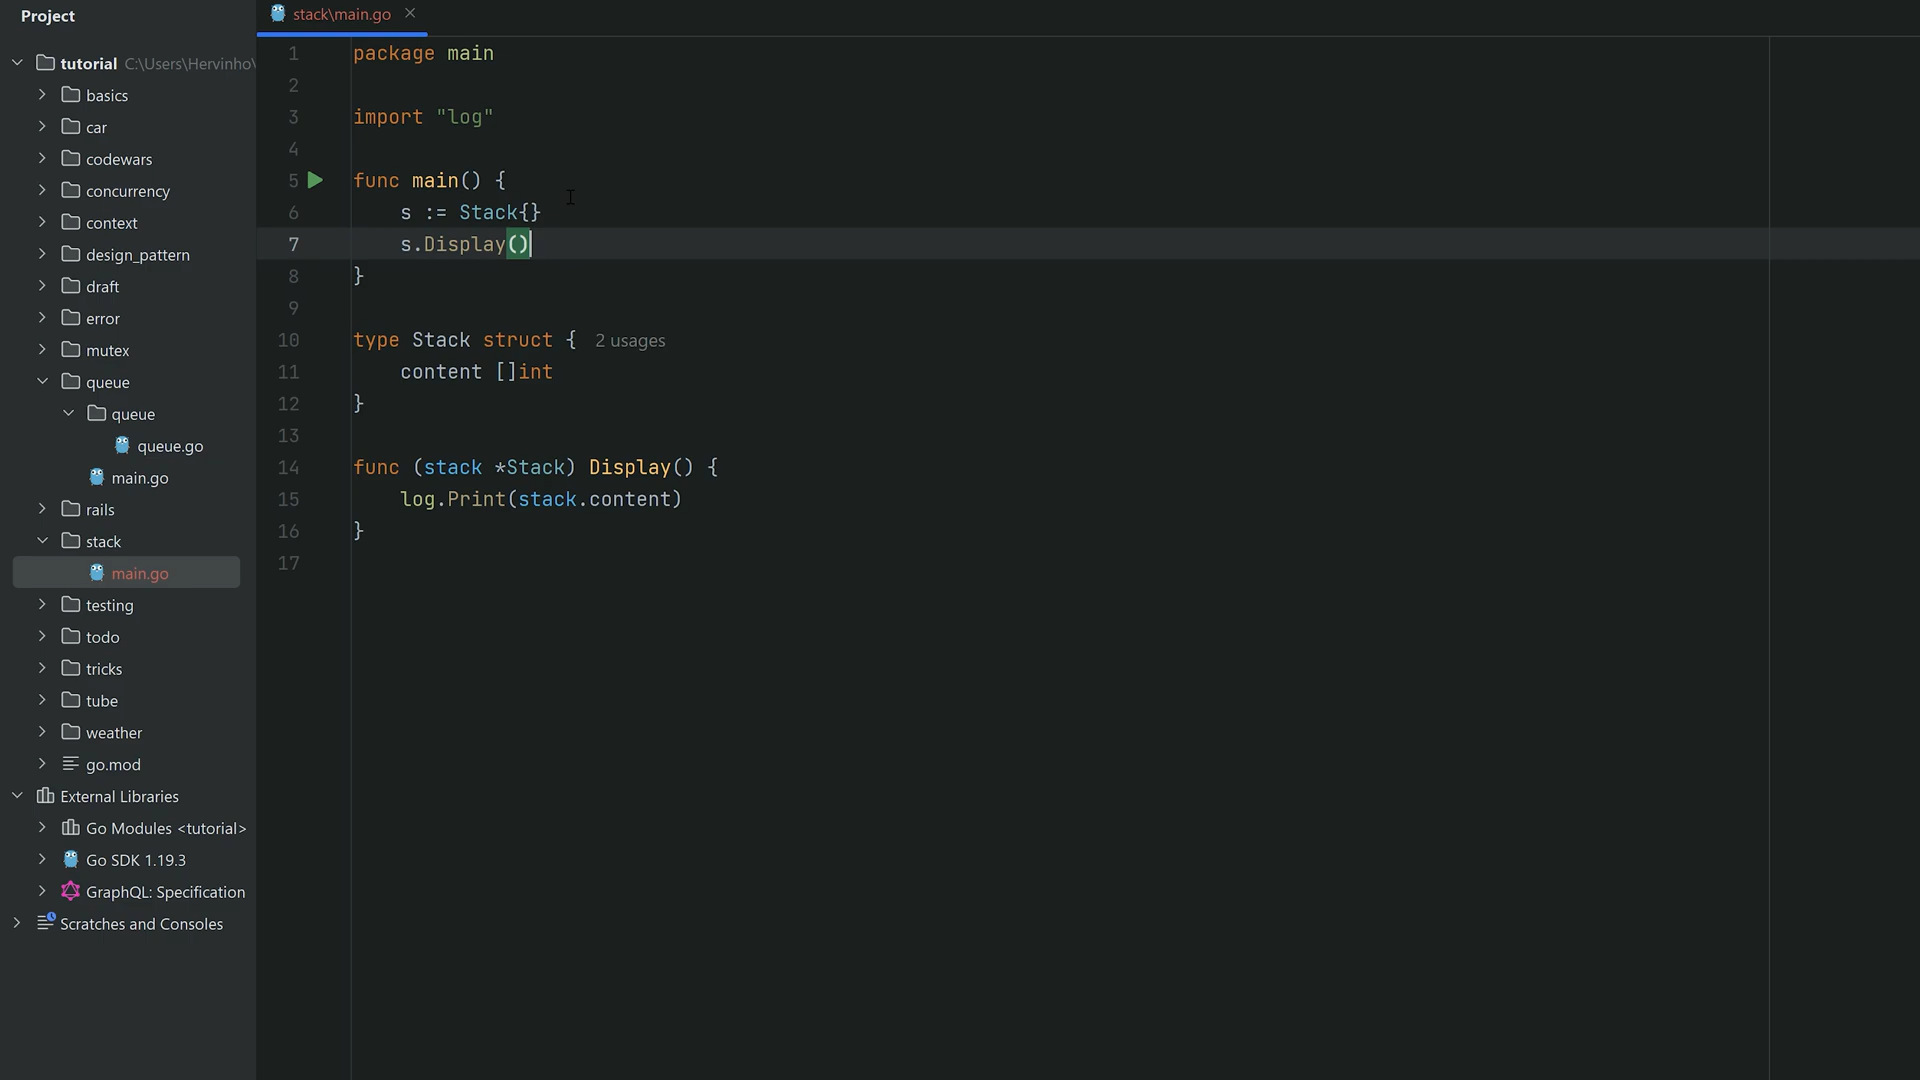 Project
tutorial C:\Users\Hervinho\
basics
car
codewars
concurrency
context
design_pattern
draft
error
mutex
queue
queue
queue.go
main.go
rails
stack
main.go
testing
todo
tricks
tube
weather
go.mod
External Libraries
Go Modules <tutorial>
Go SDK 1.19.3
GraphQL: Specification
Scratches and Consoles
stack\main.go
1 package main
2
3 import "log"
4
5 func main() {
6 s := Stack{}
7 s.Display()
8 }
9
10 type Stack struct { 2 usages
11 content []int
12 }
13
14 func (stack *Stack) Display() {
15 log.Print(stack.content)
16 }
17